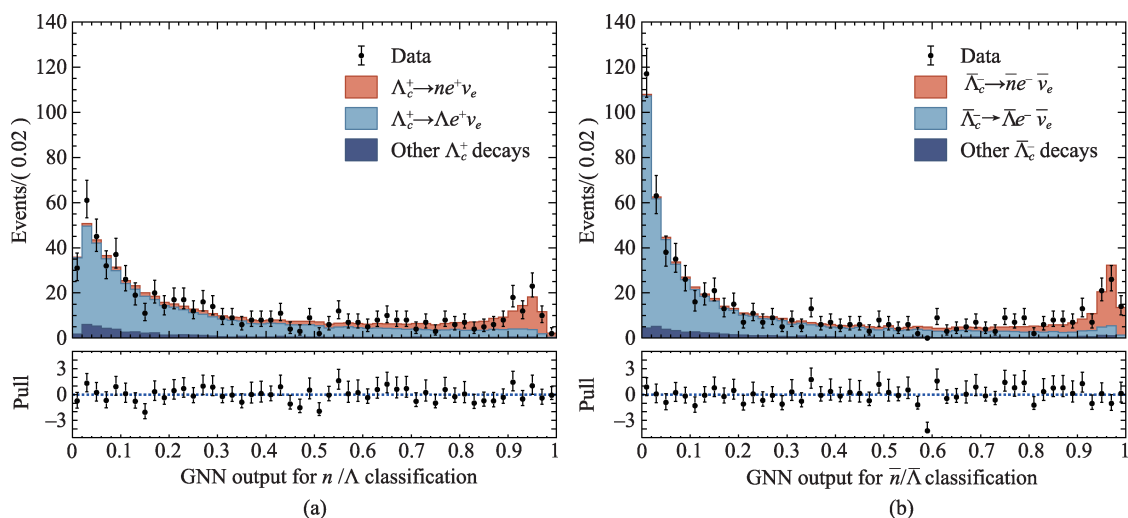 140
120
100
80
60
40
20
0
Events/( 0.02 )
Data
Λc+→ne+νe
Λc+→Λe+νe
Other Λc+ decays
3
0
−3
Pull
0 0.1 0.2 0.3 0.4 0.5 0.6 0.7 0.8 0.9 1
GNN output for n /Λ classification
(a)
140
120
100
80
60
40
20
0
Events/( 0.02 )
Data
Λ̄c−→n̄e− ν̄e
Λ̄c−→Λ̄e− ν̄e
Other Λ̄c− decays
3
0
−3
Pull
0 0.1 0.2 0.3 0.4 0.5 0.6 0.7 0.8 0.9 1
GNN output for n̄/Λ̄ classification
(b)